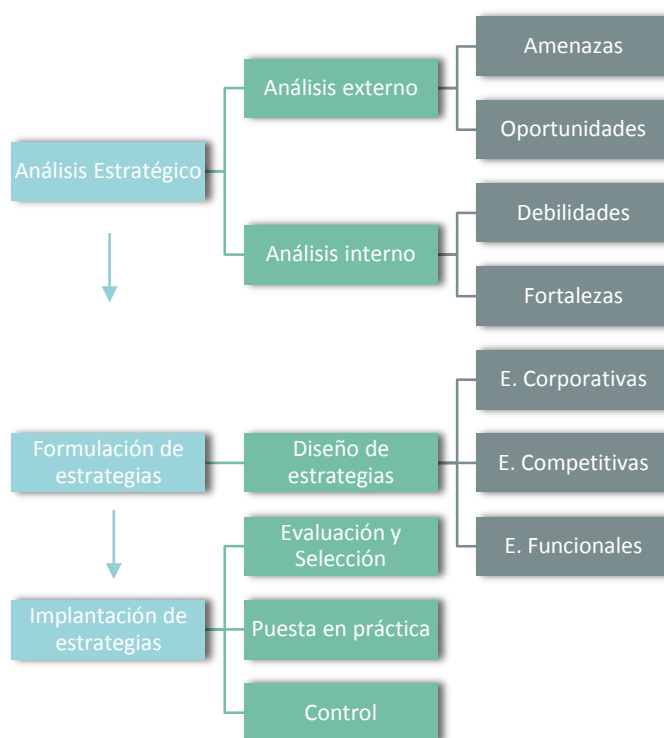 Análisis Estratégico
Análisis externo
Amenazas
Oportunidades
Análisis interno
Debilidades
Fortalezas
Formulación de
estrategias
Diseño de
estrategias
E. Corporativas
E. Competitivas
E. Funcionales
Implantación de
estrategias
Evaluación y
Selección
Puesta en práctica
Control